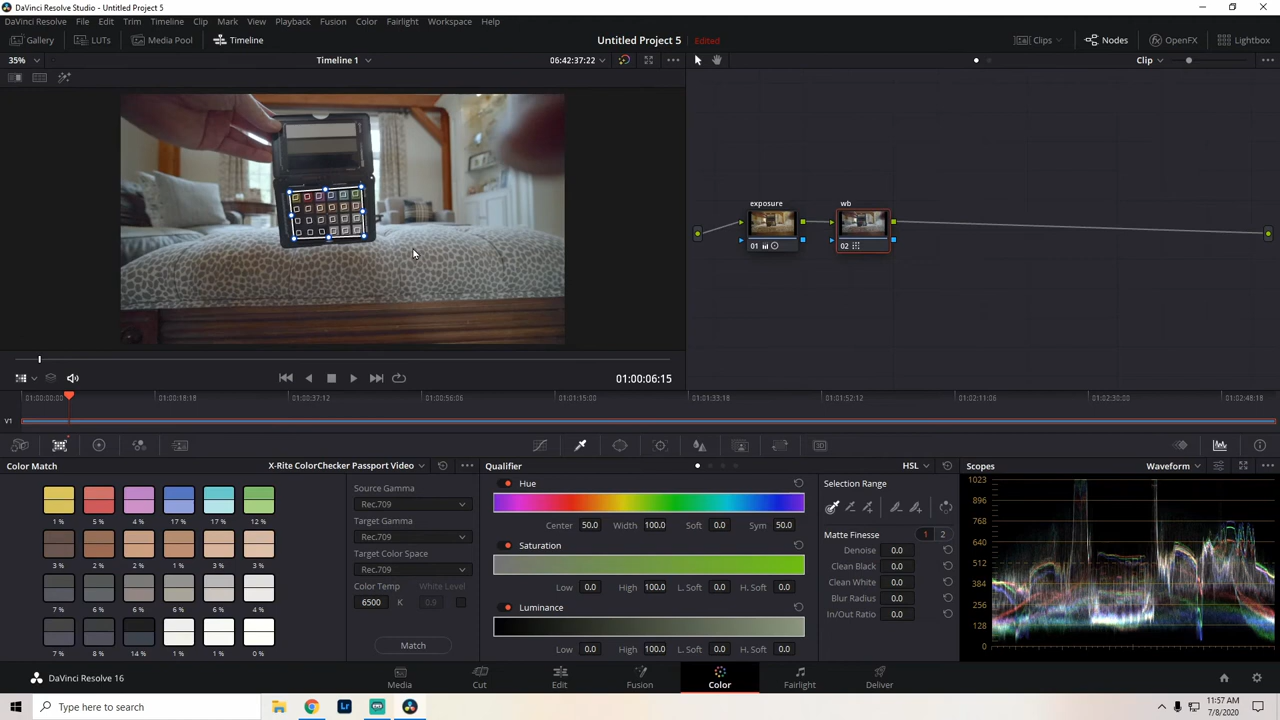 DaVinci Resolve Studio - Untitled Project 5
DaVinci Resolve File Edit Trim Timeline Clip Mark View Playback Fusion Color Fairlight Workspace Help
Gallery LUTs Media Pool Timeline Untitled Project 5 Edited Clips Nodes OpenFX Lightbox
35% Timeline 1 06:42:37:22 Clip
exposure wb
01 02
01:00:06:15
01:00:00:00 01:00:18:18 01:00:37:12 01:00:56:06 01:01:15:00 01:01:33:18 01:01:52:12 01:02:11:06 01:02:30:00 01:02:48:18
V1
Color Match X-Rite ColorChecker Passport Video Qualifier HSL Scopes Waveform
1 % 5 % 4% 17 % 17 % 12 %
3 % 2 % 2 % 1 % 3 % 2 %
7 % 6 % 6 % 6 % 6 % 4 %
7 % 8 % 14 % 1 % 1 % 0 %
Source Gamma
Rec.709
Target Gamma
Rec.709
Target Color Space
Rec.709
Color Temp White Level
6500 K 0.9
Match
Hue
Center 50.0 Width 100.0 Soft 0.0 Sym 50.0
Saturation
Low 0.0 High 100.0 L. Soft 0.0 H. Soft 0.0
Luminance
Low 0.0 High 100.0 L. Soft 0.0 H. Soft 0.0
Selection Range
Matte Finesse 1 2
Denoise 0.0
Clean Black 0.0
Clean White 0.0
Blur Radius 0.0
In/Out Ratio 0.0
1023
896
768
640
512
384
256
128
0
DaVinci Resolve 16 Media Cut Edit Fusion Color Fairlight Deliver
Type here to search
Lr
11:57 AM
7/8/2020